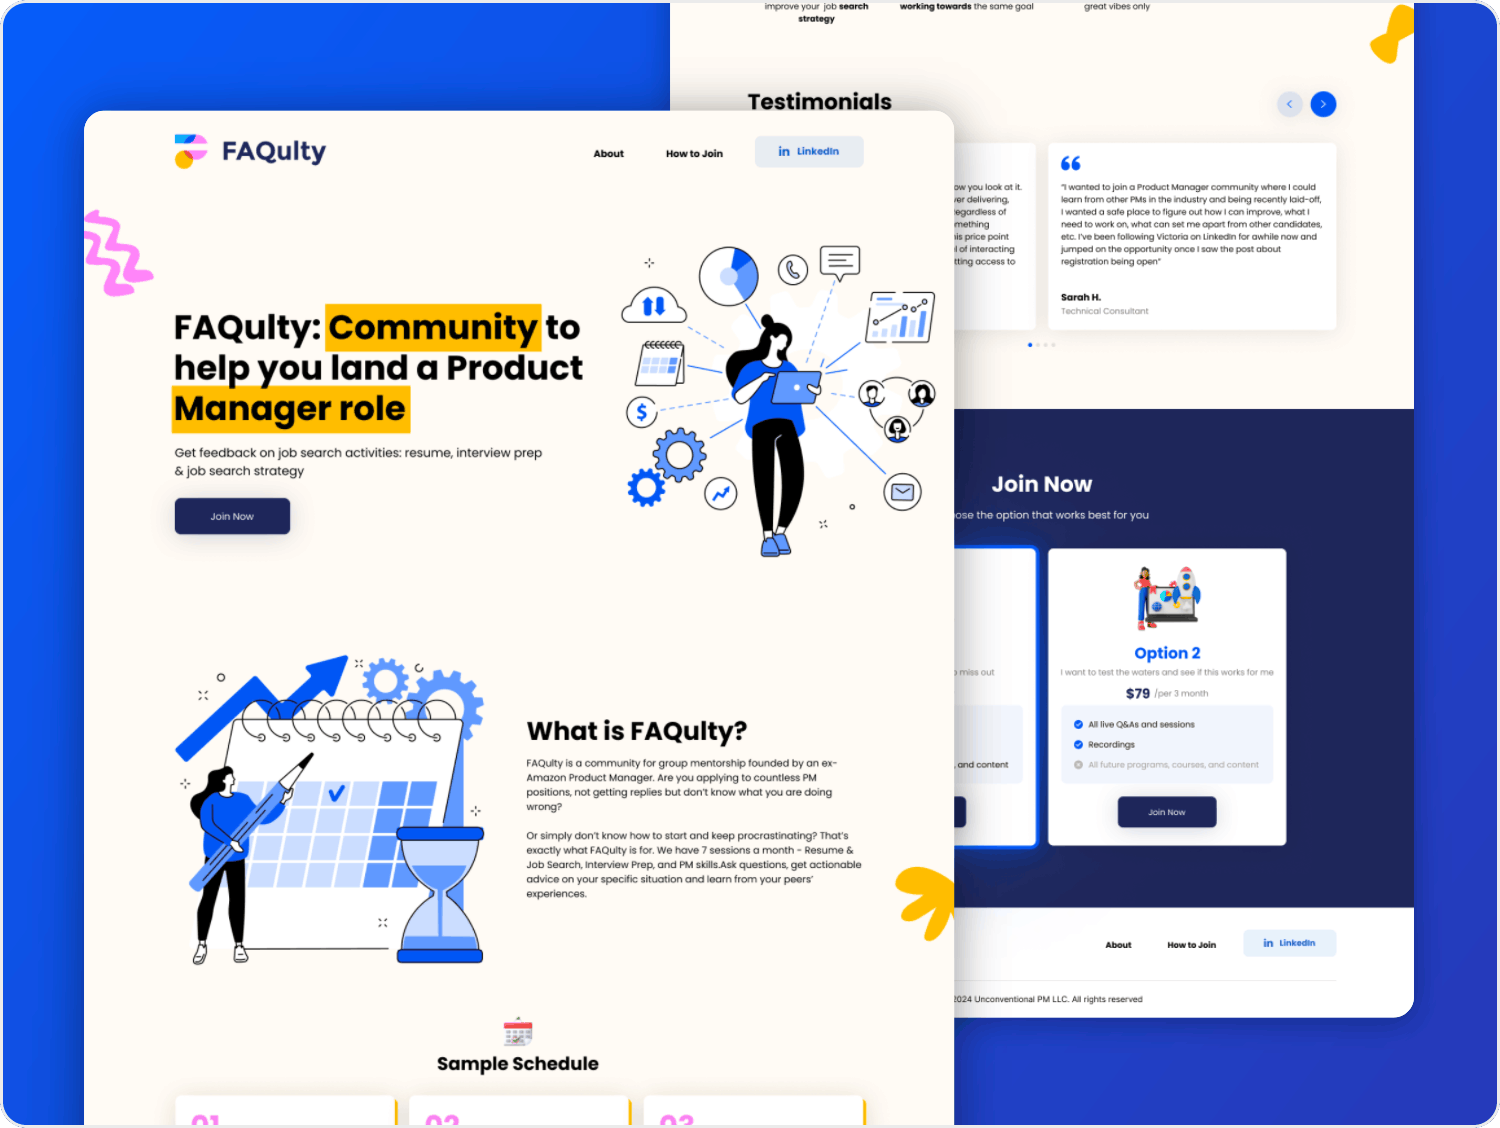 improve your job search
strategy
working towards the same goal
great vibes only
Testimonials
ow you look at it.
er delivering,
egardless of
mething
is price point
l of interacting
tting access to
“I wanted to join a Product Manager community where I could
learn from other PMs in the industry and being recently laid-off,
I wanted a safe place to figure out how I can improve, what I
need to work on, what can set me apart from other candidates,
etc. I've been following Victoria on LinkedIn for awhile now and
jumped on the opportunity once I saw the post about
registration being open”
Sarah H.
Technical Consultant
FAQulty
About
How to Join
in LinkedIn
FAQulty: Community to
help you land a Product
Manager role
Get feedback on job search activities: resume, interview prep
& job search strategy
Join Now
$
What is FAQulty?
FAQulty is a community for group mentorship founded by an ex-
Amazon Product Manager. Are you applying to countless PM
positions, not getting replies but don't know what you are doing
wrong?
Or simply don't know how to start and keep procrastinating? That's
exactly what FAQulty is for. We have 7 sessions a month - Resume &
Job Search, Interview Prep, and PM skills.Ask questions, get actionable
advice on your specific situation and learn from your peers'
experiences.
Sample Schedule
01
02
03
Join Now
ose the option that works best for you
miss out
, and content
Option 2
I want to test the waters and see if this works for me
$79 /per 3 month
All live Q&As and sessions
Recordings
All future programs, courses, and content
Join Now
About
How to Join
in LinkedIn
2024 Unconventional PM LLC. All rights reserved